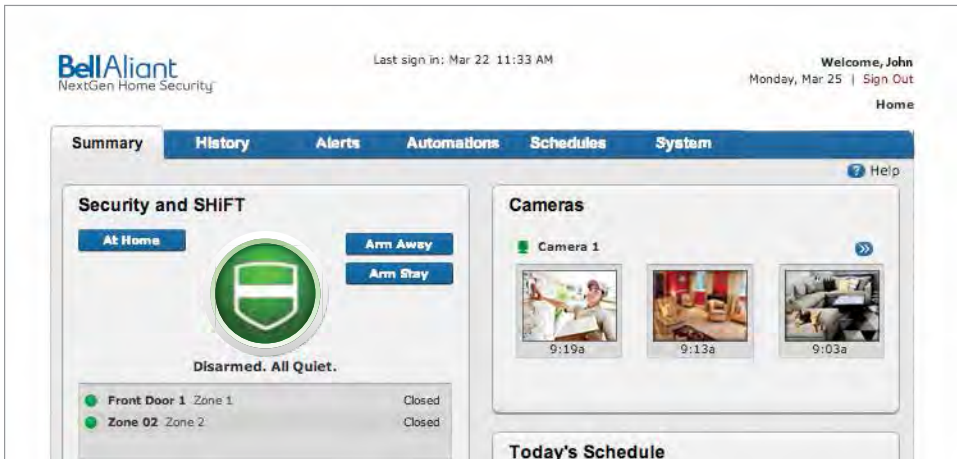 BellAliant
NextGen Home Security
Last sign in: Mar 22 11:33 AM
Welcome, John
Monday, Mar 25 | Sign Out
Home
Summary History Alerts Automations Schedules System
? Help
Security and SHiFT
At Home
Arm Away
Arm Stay
Disarmed. All Quiet.
Front Door 1 Zone 1 Closed
Zone 02 Zone 2 Closed
Cameras
Camera 1
9:19a 9:13a 9:03a
Today's Schedule